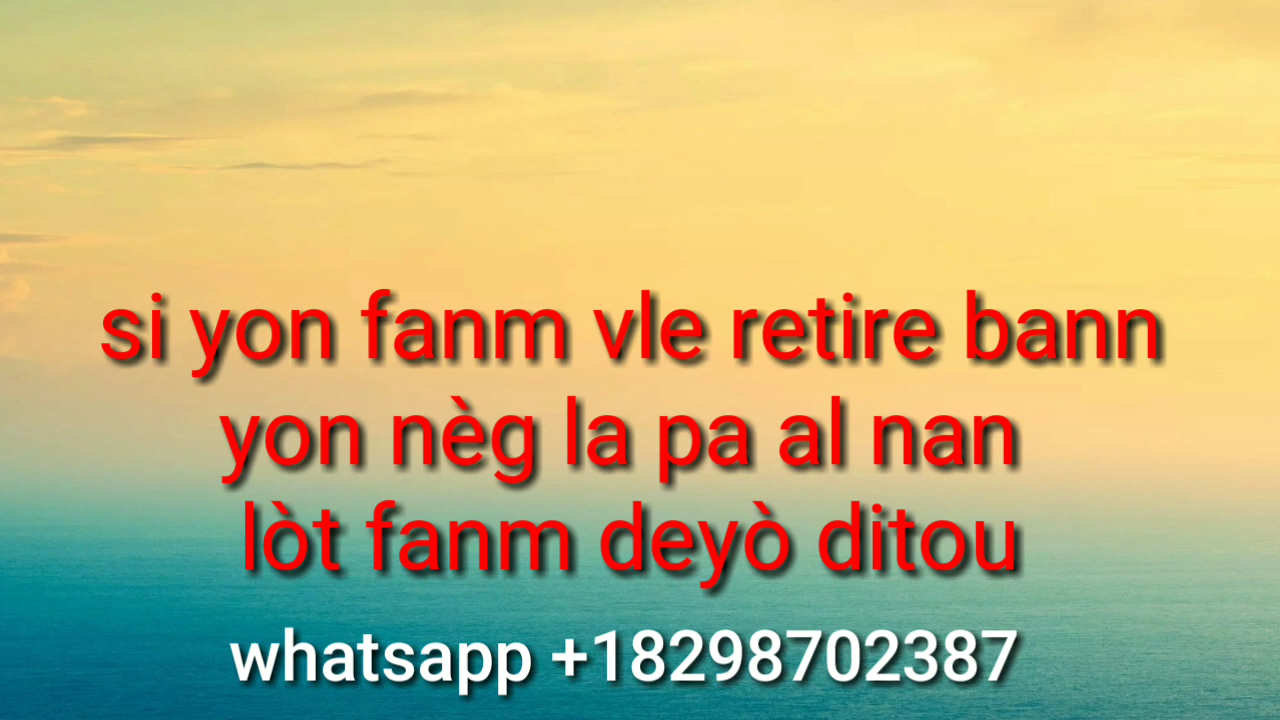 si yon fanm vle retire bann
yon nèg la pa al nan
lòt fanm deyò ditou
whatsapp +18298702387